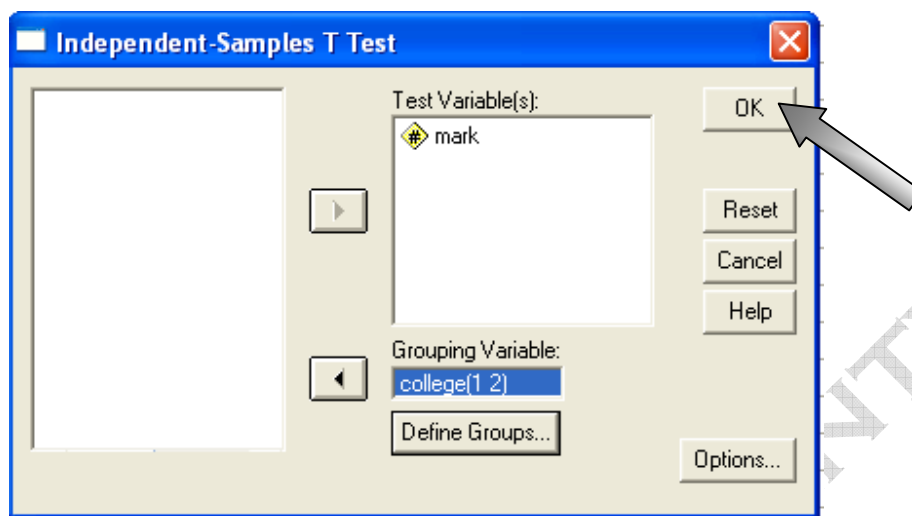 Independent-Samples T Test
Test Variable(s):
# mark
OK
Reset
Cancel
Help
Grouping Variable:
college(1 2)
Define Groups...
Options...